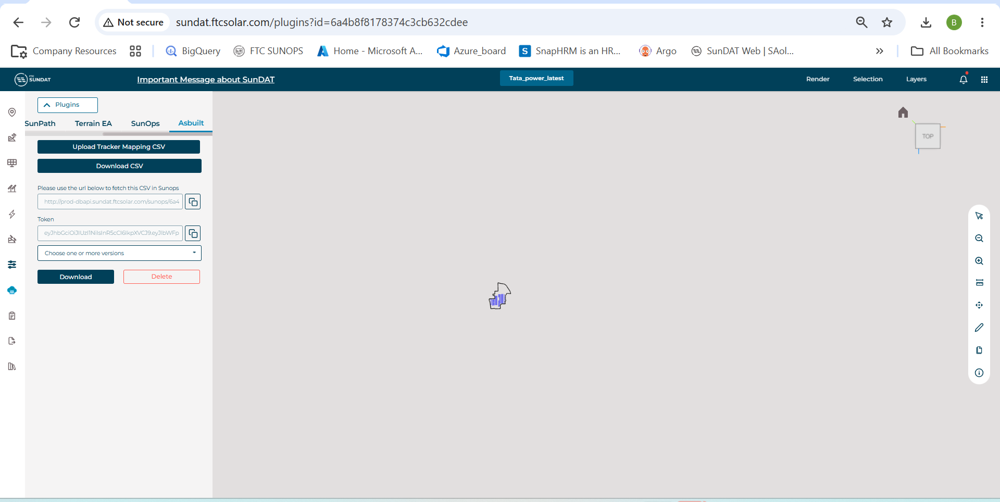 Not secure
sundat.ftcsolar.com/plugins?id=6a4b8f8178374c3cb632cdee
B
Company Resources
BigQuery
FTC SUNOPS
Home - Microsoft A...
Azure_board
S
SnapHRM is an HR...
Argo
SunDAT Web | SAol...
All Bookmarks
FTC
SUNDAT
Important Message about SunDAT
Tata_power_latest
Render
Selection
Layers
Plugins
SunPath
Terrain EA
SunOps
Asbuilt
Upload Tracker Mapping CSV
Download CSV
Please use the url below to fetch this CSV in Sunops
http://prod-dbapi.sundat.ftcsolar.com/sunops/6a4
Token
eyJhbGciOiJIUzI1NiIsInR5cCI6IkpXVCJ9.eyJlbWFp
Choose one or more versions
Download
Delete
TOP